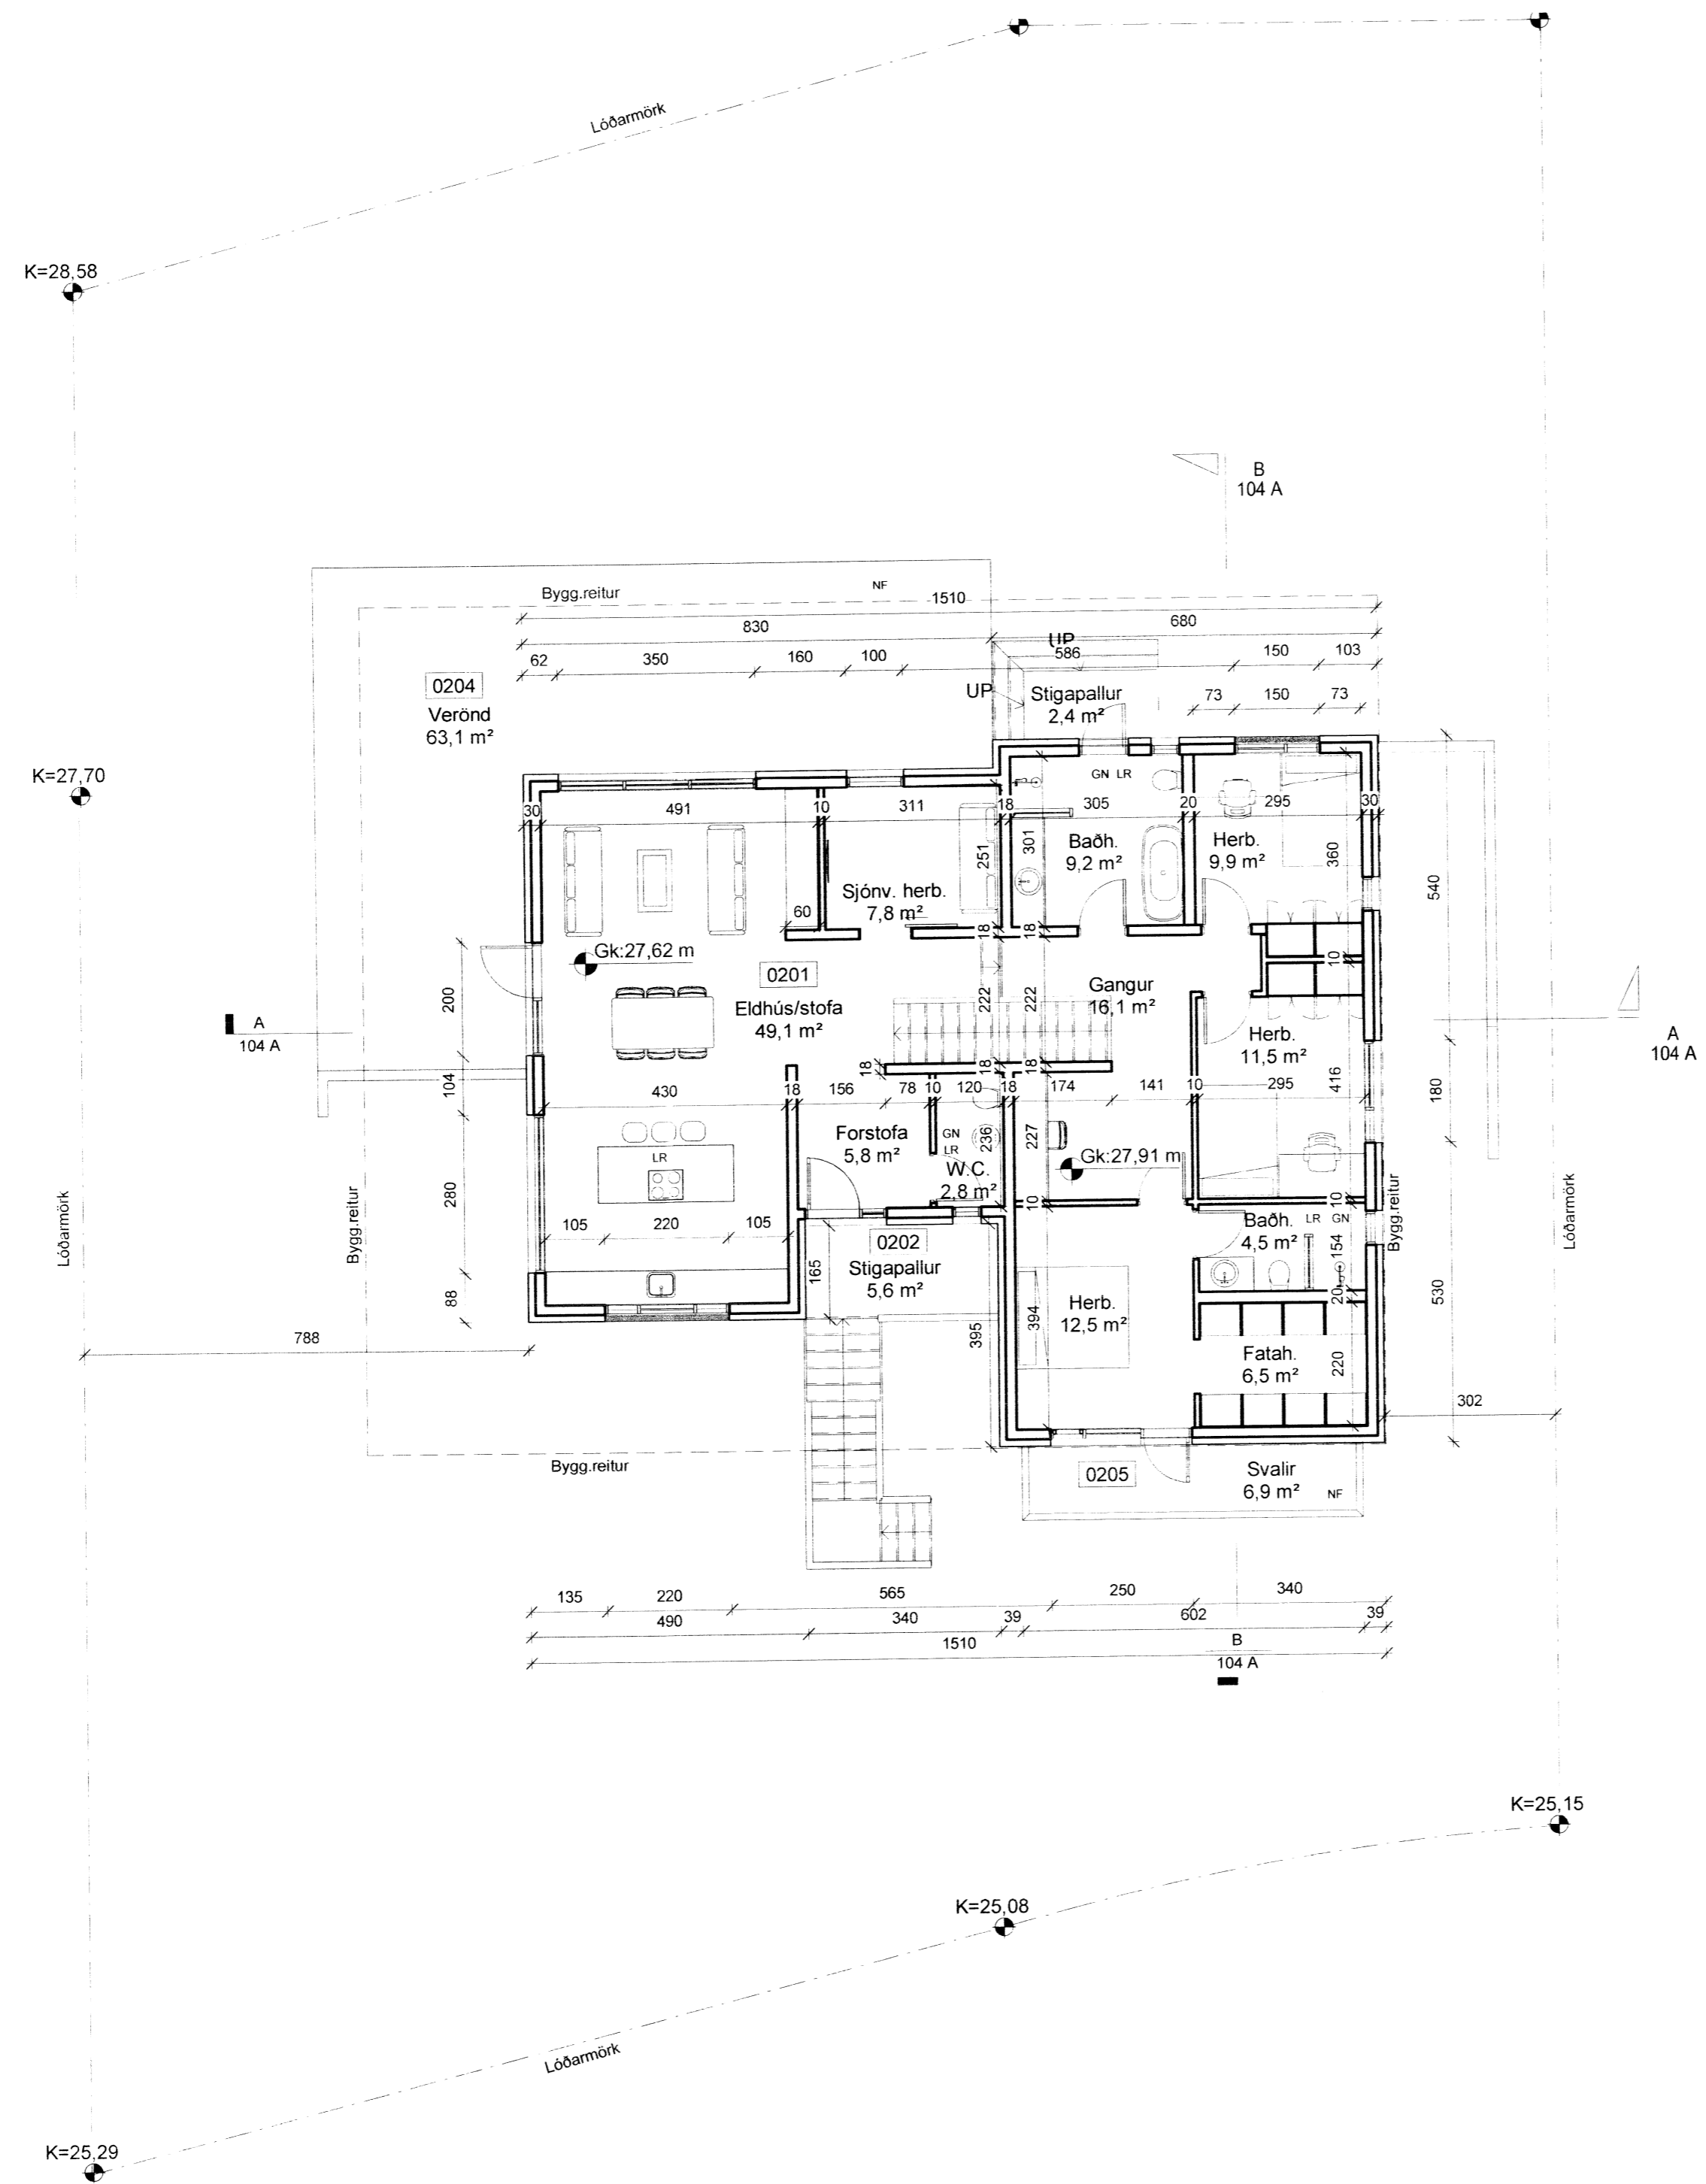 Lóðarmörk
K=28,58
B
104 A
Bygg.reitur
NF
1510
830
680
UP
62
350
160
100
586
150
103
0204
UP
Stigapallur
2,4 m²
73
150
73
Verönd
63,1 m²
K=27,70
GN LR
30
491
10
311
18
305
20
295
30
251
301
Baðh.
9,2 m²
Herb.
9,9 m²
360
540
Sjónv. herb.
7,8 m²
60
18
18
Gk:27,62 m
0201
10
200
222
222
Gangur
16,1 m²
Eldhús/stofa
49,1 m²
A
104 A
Herb.
11,5 m²
A
104 A
18
18
18
104
430
18
156
78
10
120
18
174
141
10
295
416
180
Forstofa
5,8 m²
GN
LR
236
227
LR
W.C.
2,8 m²
Gk:27,91 m
280
10
10
Lóðarmörk
Bygg.reitur
105
220
105
0202
Baðh.
4,5 m²
LR
GN
154
Bygg.reitur
Lóðarmörk
165
Stigapallur
5,6 m²
88
20
530
Herb.
12,5 m²
394
395
788
Fatah.
6,5 m²
220
302
Bygg.reitur
0205
Svalir
6,9 m²
NF
135
220
565
250
340
490
340
39
602
39
1510
B
104 A
K=25,15
K=25,08
Lóðarmörk
K=25,29